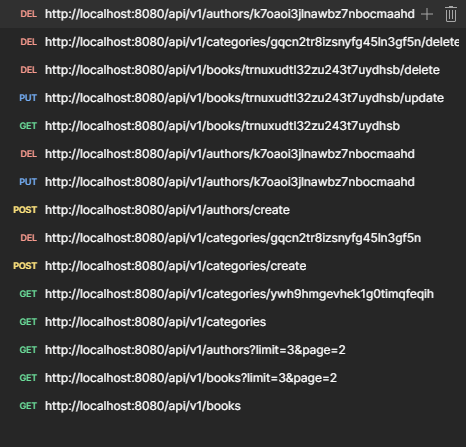 DEL http://localhost:8080/api/v1/authors/k7oaoi3jlnawbz7nbocmaahd
DEL http://localhost:8080/api/v1/categories/gqcn2tr8izsnyfg45ln3gf5n/delete
DEL http://localhost:8080/api/v1/books/trnuxudtl32zu243t7uydhsb/delete
PUT http://localhost:8080/api/v1/books/trnuxudtl32zu243t7uydhsb/update
GET http://localhost:8080/api/v1/books/trnuxudtl32zu243t7uydhsb
DEL http://localhost:8080/api/v1/authors/k7oaoi3jlnawbz7nbocmaahd
PUT http://localhost:8080/api/v1/authors/k7oaoi3jlnawbz7nbocmaahd
POST http://localhost:8080/api/v1/authors/create
DEL http://localhost:8080/api/v1/categories/gqcn2tr8izsnyfg45ln3gf5n
POST http://localhost:8080/api/v1/categories/create
GET http://localhost:8080/api/v1/categories/ywh9hmgevhek1g0timqfeqih
GET http://localhost:8080/api/v1/categories
GET http://localhost:8080/api/v1/authors?limit=3&page=2
GET http://localhost:8080/api/v1/books?limit=3&page=2
GET http://localhost:8080/api/v1/books